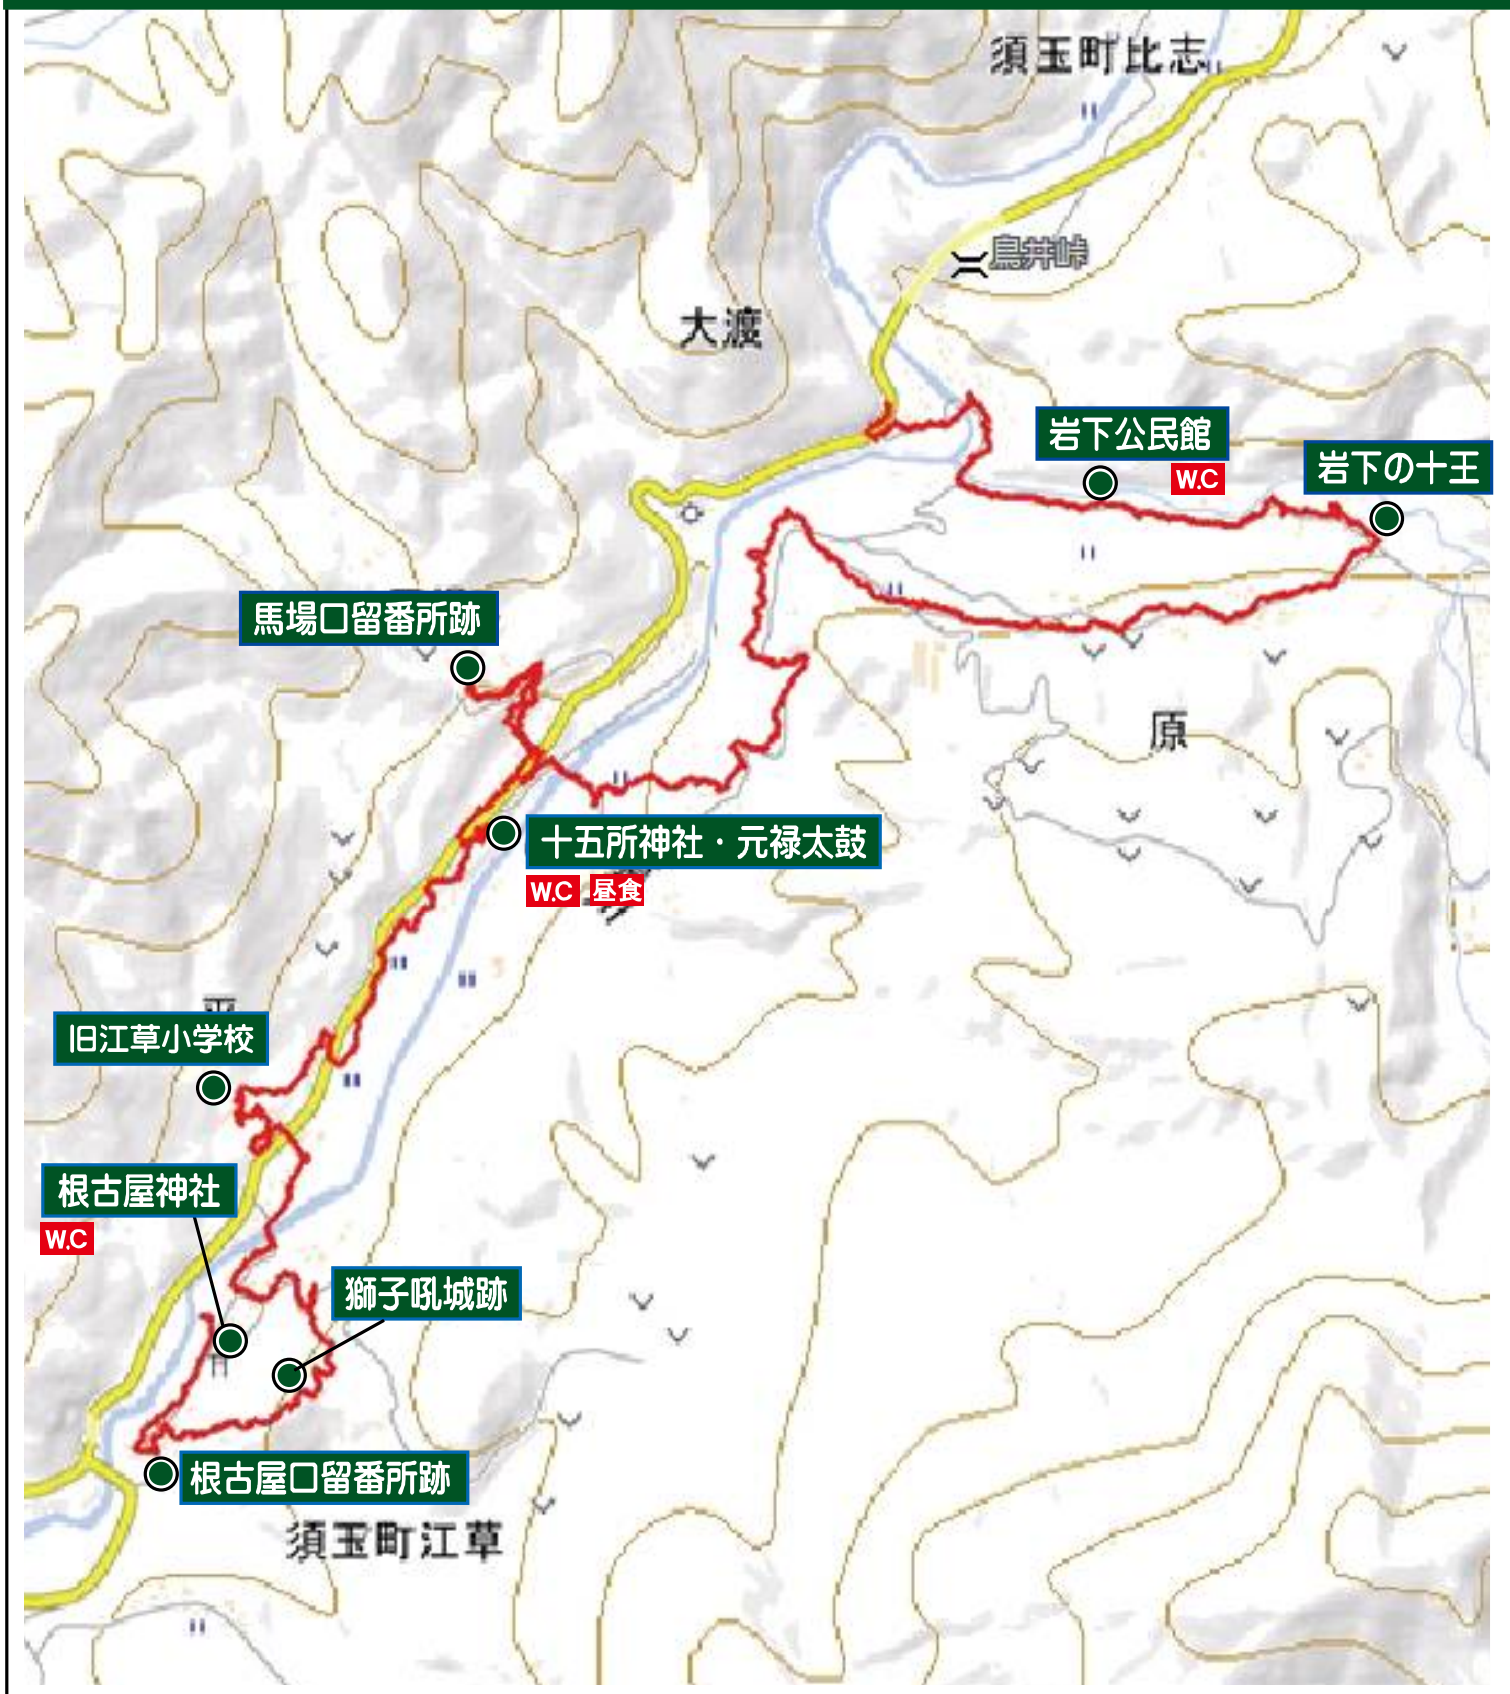 須玉町比志
鳥井峠
大渡
岩下公民館
W.C
岩下の十王
馬場口留番所跡
原
十五所神社・元禄太鼓
W.C 昼食
旧江草小学校
根古屋神社
W.C
獅子吼城跡
根古屋口留番所跡
須玉町江草